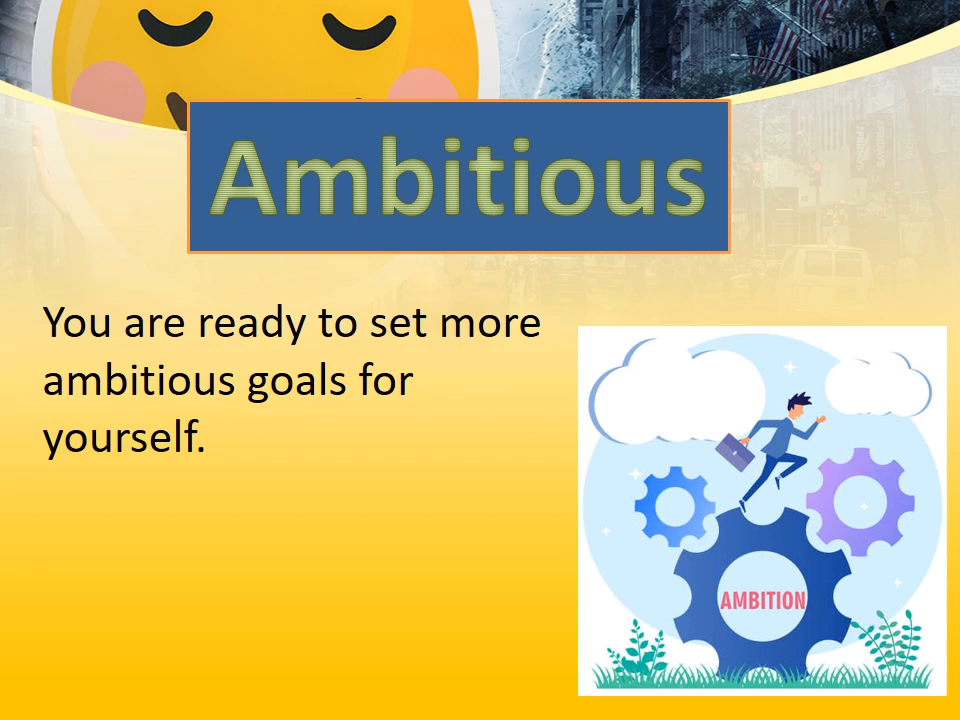 Ambitious
You are ready to set more
ambitious goals for
yourself.
AMBITION